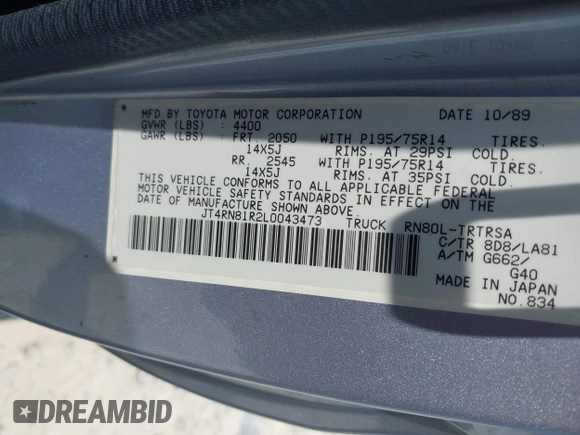 MFD.BY TOYOTA MOTOR CORPORATION DATE 10/89
GVWR (LBS) : 4400
GAWR (LBS) : FRT 2050 WITH P195/75R14 TIRES.
14X5J RIMS. AT 29PSI COLD.
RR. 2545 WITH P195/75R14 TIRES.
14X5J RIMS. AT 35PSI COLD.
THIS VEHICLE CONFORMS TO ALL APPLICABLE FEDERAL
MOTOR VEHICLE SAFETY STANDARDS IN EFFECT ON THE
DATE OF MANUFACTURE SHOWN ABOVE.
JT4RN81R2L0043473 TRUCK RN80L-TRTRSA
C/TR 8D8/LA81
A/TM G662/
G40
MADE IN JAPAN
NO.834
DREAMBID